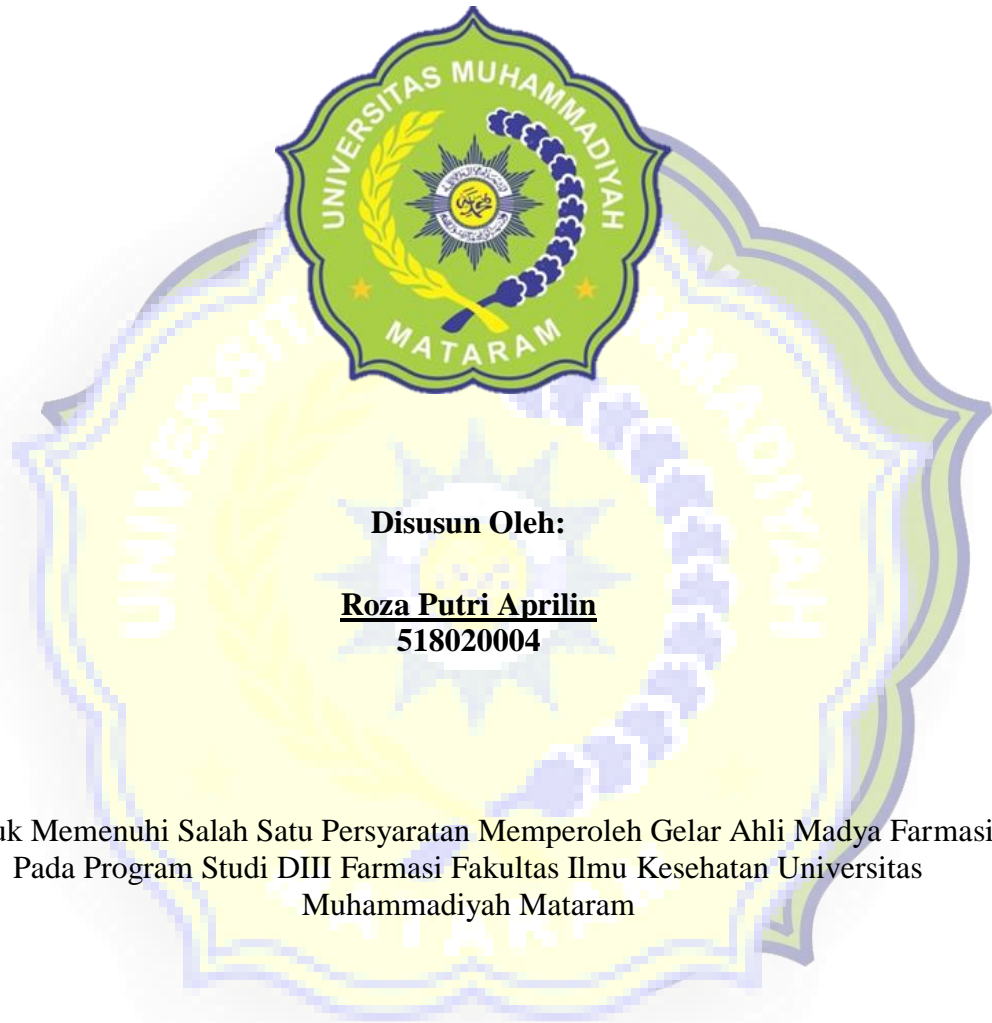 UNIVERSITAS MUHAMMADIYAH
MATARAM
Disusun Oleh:
Roza Putri Aprilin
518020004
uk Memenuhi Salah Satu Persyaratan Memperoleh Gelar Ahli Madya Farmasi
Pada Program Studi DIII Farmasi Fakultas Ilmu Kesehatan Universitas
Muhammadiyah Mataram